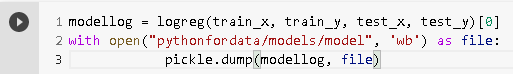 1 modellog = logreg(train_x, train_y, test_x, test_y)[0]
2 with open("pythonfordata/models/model", 'wb') as file:
3 pickle.dump(modellog, file)